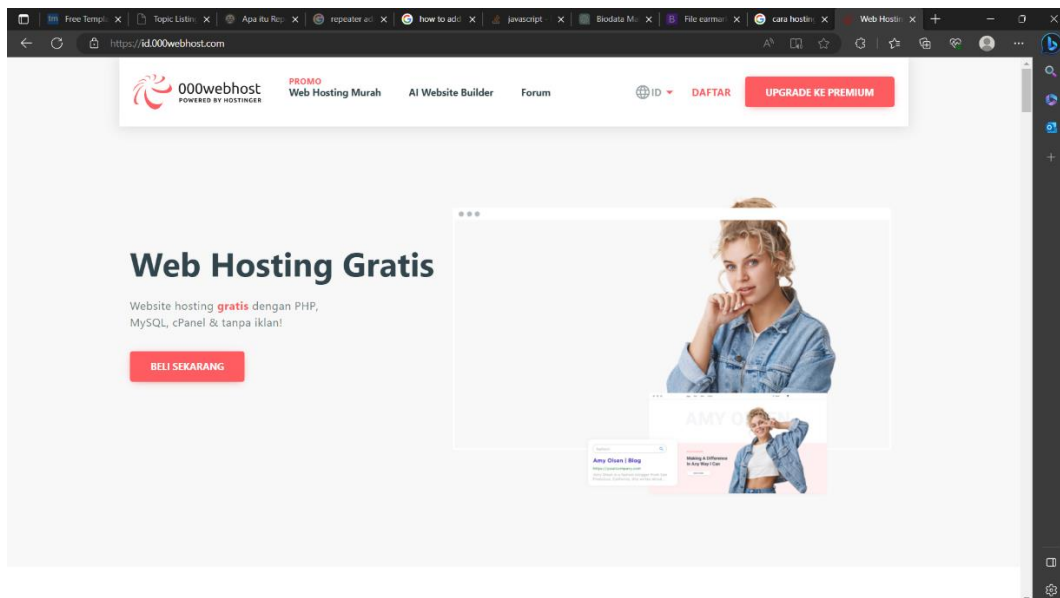 Free Templ
Topic Listin
Apa itu Rep
repeater ad
how to add
javascript -
Biodata Ma
File earmar
cara hostin
Web Hostin
https://id.000webhost.com
000webhost
POWERED BY HOSTINGER
PROMO
Web Hosting Murah
AI Website Builder
Forum
ID
DAFTAR
UPGRADE KE PREMIUM
Web Hosting Gratis
Website hosting gratis dengan PHP,
MySQL, cPanel & tanpa iklan!
BELI SEKARANG
AMY
Amy Olsen | Blog
Making A Difference
In Any Way I Can